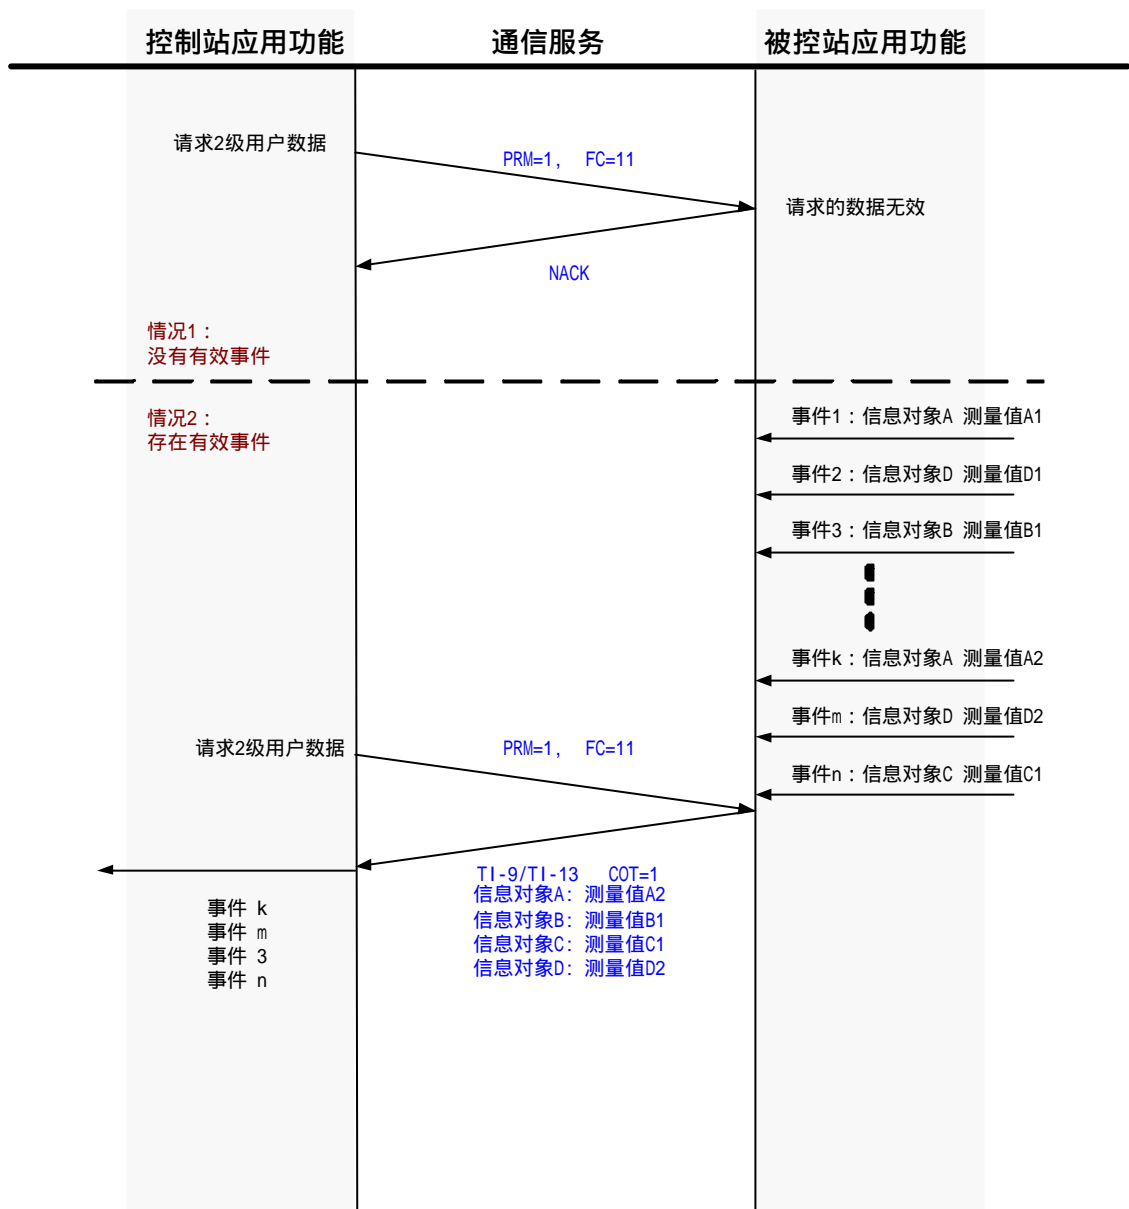 控制站应用功能 通信服务 被控站应用功能
请求2级用户数据
PRM=1, FC=11
请求的数据无效
NACK
情况1：
没有有效事件
情况2：
存在有效事件
事件1：信息对象A 测量值A1
事件2：信息对象D 测量值D1
事件3：信息对象B 测量值B1
事件k：信息对象A 测量值A2
事件m：信息对象D 测量值D2
请求2级用户数据
PRM=1, FC=11
事件n：信息对象C 测量值C1
TI-9/TI-13 COT=1
信息对象A: 测量值A2
信息对象B: 测量值B1
信息对象C: 测量值C1
信息对象D: 测量值D2
事件 k
事件 m
事件 3
事件 n